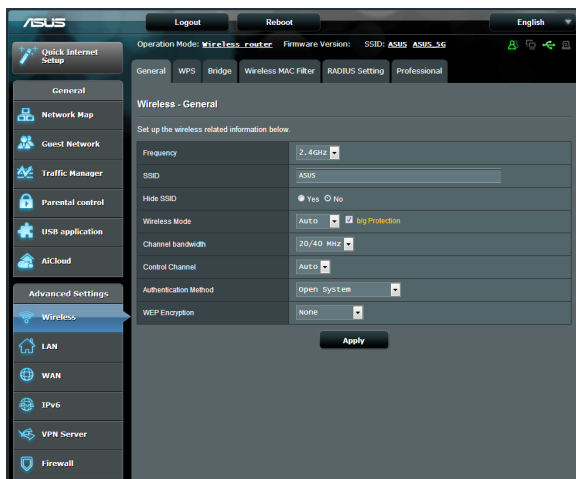 ASUS
Logout
Reboot
English
Quick Internet
Setup
Operation Mode: Wireless router Firmware Version: SSID: ASUS ASUS_5G
General
WPS
Bridge
Wireless MAC Filter
RADIUS Setting
Professional
General
Network Map
Guest Network
Traffic Manager
Parental control
USB application
AiCloud
Advanced Settings
Wireless
LAN
WAN
IPv6
VPN Server
Firewall
Wireless - General
Set up the wireless related information below.
Frequency 2.4GHz
SSID ASUS
Hide SSID Yes No
Wireless Mode Auto b/g Protection
Channel bandwidth 20/40 MHz
Control Channel Auto
Authentication Method Open System
WEP Encryption None
Apply